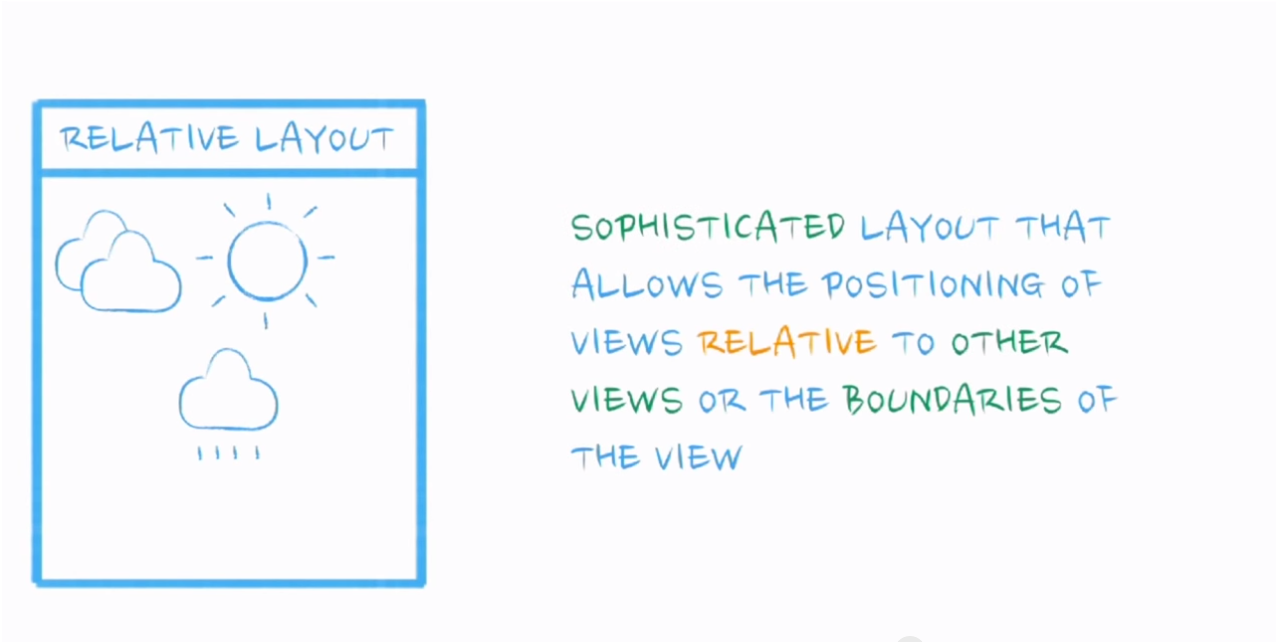 RELATIVE LAYOUT
SOPHISTICATED LAYOUT THAT
ALLOWS THE POSITIONING OF
VIEWS RELATIVE TO OTHER
VIEWS OR THE BOUNDARIES OF
THE VIEW